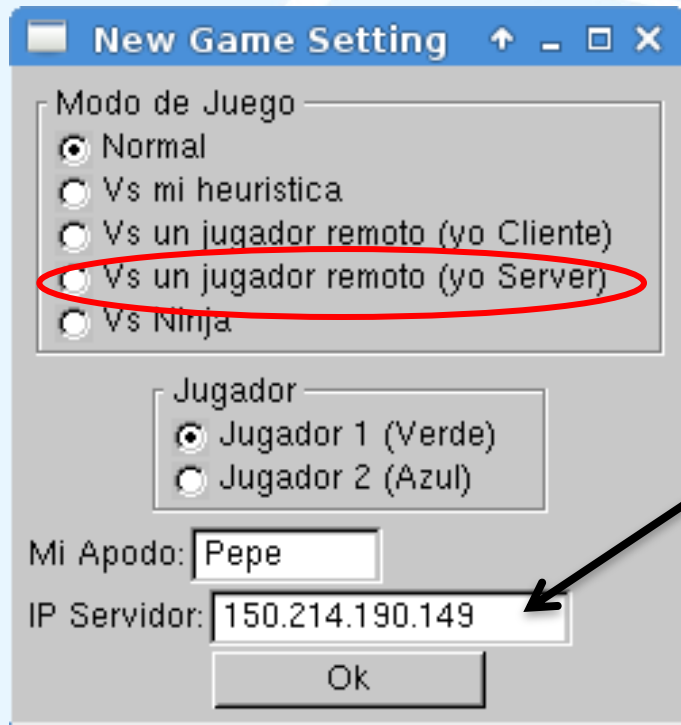 New Game Setting
Modo de Juego
Normal
Vs mi heuristica
Vs un jugador remoto (yo Cliente)
Vs un jugador remoto (yo Server)
Vs Ninja
Jugador
Jugador 1 (Verde)
Jugador 2 (Azul)
Mi Apodo: Pepe
IP Servidor: 150.214.190.149
Ok